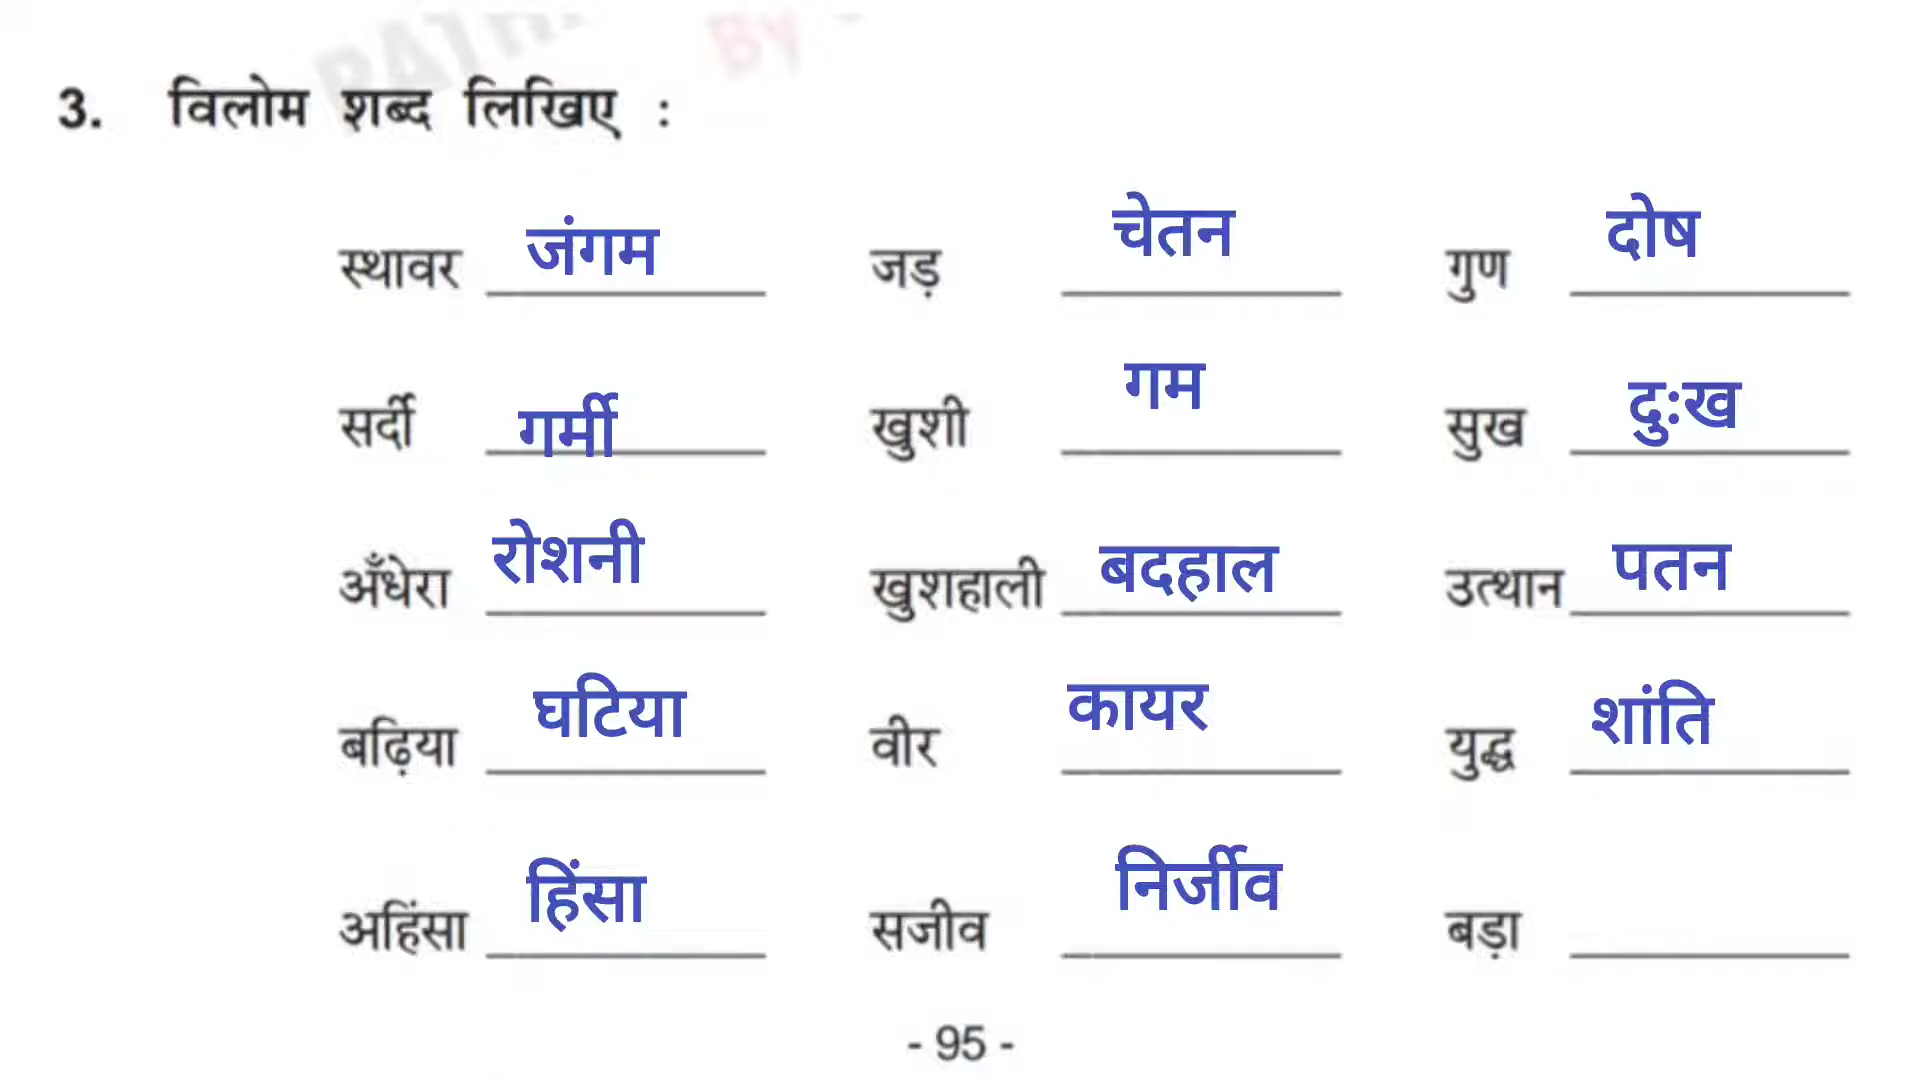 By
3. विलोम शब्द लिखिए :
स्थावर जंगम जड़ चेतन गुण दोष
सर्दी गर्मी खुशी गम सुख दुःख
अँधेरा रोशनी खुशहाली बदहाल उत्थान पतन
बढ़िया घटिया वीर कायर युद्ध शांति
अहिंसा हिंसा सजीव निर्जीव बड़ा
- 95 -